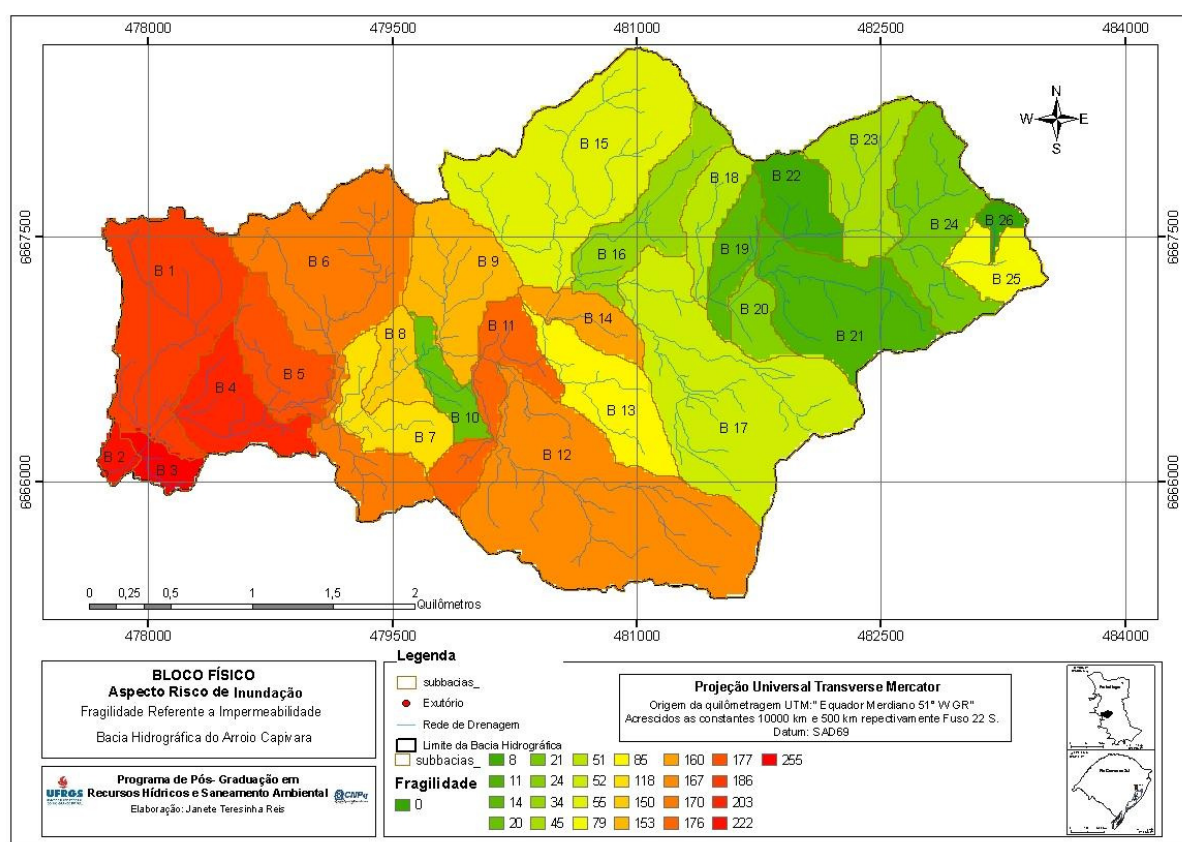 478000 479500 481000 482500 484000
N
W E
S
B 15
B 23
B 18
B 22
B 24
B 26
6667500 6667500
B 1
B 6
B 9
B 16
B 19
B 25
B 20
B 14
B 11
B 8
B 21
B 5
B 4
B 10
B 13
B 7
B 17
B 12
B 2
B 3
6666000 6666000
0 0,25 0,5 1 1,5 2
Quilômetros
478000 479500 481000 482500 484000
BLOCO FÍSICO
Aspecto Risco de Inundação
Fragilidade Referente a Impermeabilidade
Bacia Hidrográfica do Arroio Capivara
UFRGS
Programa de Pós- Graduação em
Recursos Hídricos e Saneamento Ambiental
Elaboração: Janete Teresinha Reis
CNPq
Legenda
subbacias_
Exutório
Rede de Drenagem
Limite da Bacia Hidrográfica
subbacias_
Fragilidade
0
8 21 51 85 160 177 255
11 24 52 118 167 186
14 34 55 150 170 203
20 45 79 153 176 222
Projeção Universal Transverse Mercator
Origem da quilômetragem UTM:" Equador Merdiano 51° W GR"
Acrescidos as constantes 10000 km e 500 km repectivamente Fuso 22 S.
Datum: SAD69